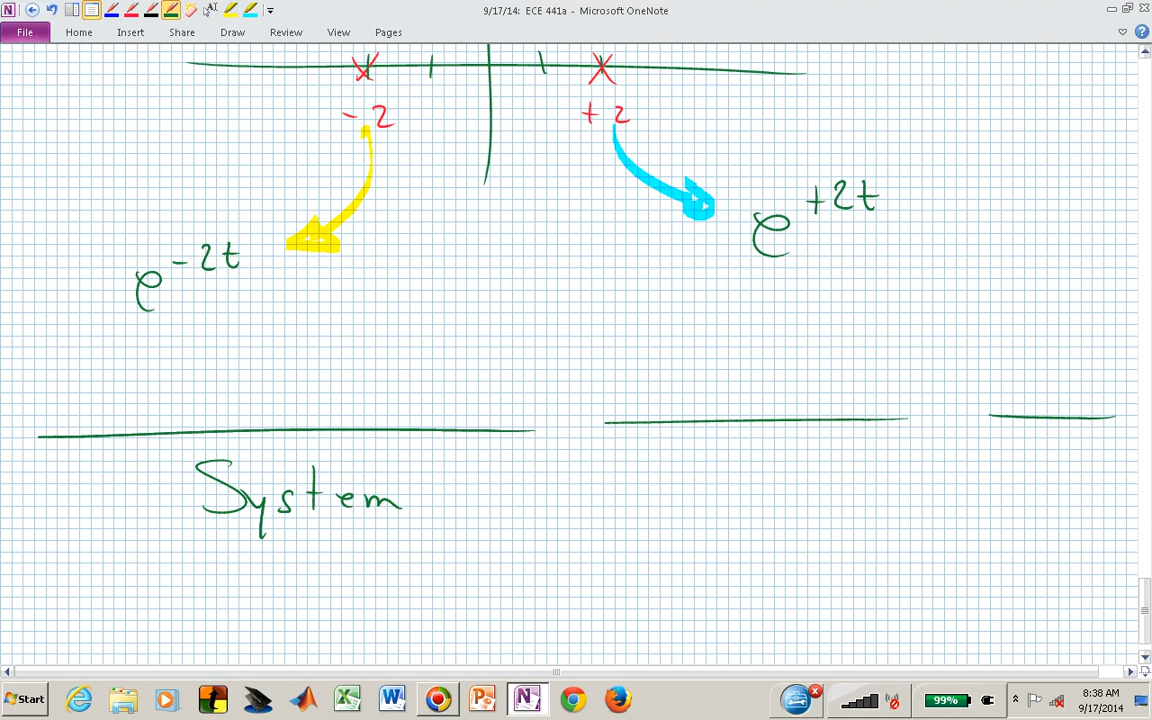 9/17/14: ECE 441a - Microsoft OneNote
File Home Insert Share Draw Review View Pages
- 2 + 2
e^{+2t}
e^{-2t}
System
Start 99% 8:38 AM
9/17/2014